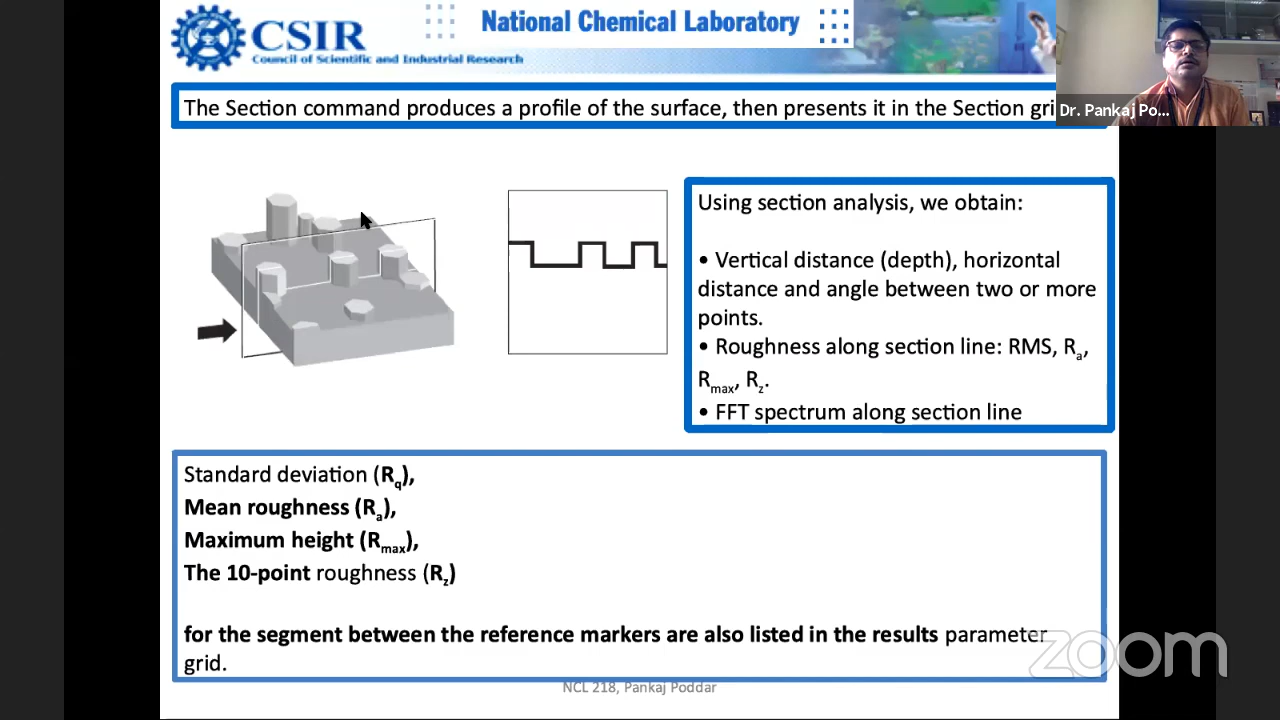 CSIR
Council of Scientific and Industrial Research
National Chemical Laboratory
Dr. Pankaj Po...
The Section command produces a profile of the surface, then presents it in the Section gri
Using section analysis, we obtain:
• Vertical distance (depth), horizontal
distance and angle between two or more
points.
• Roughness along section line: RMS, Ra,
Rmax, Rz.
• FFT spectrum along section line
Standard deviation (Rq),
Mean roughness (Ra),
Maximum height (Rmax),
The 10-point roughness (Rz)
for the segment between the reference markers are also listed in the results parameter
grid.
zoom
NCL 218, Pankaj Poddar